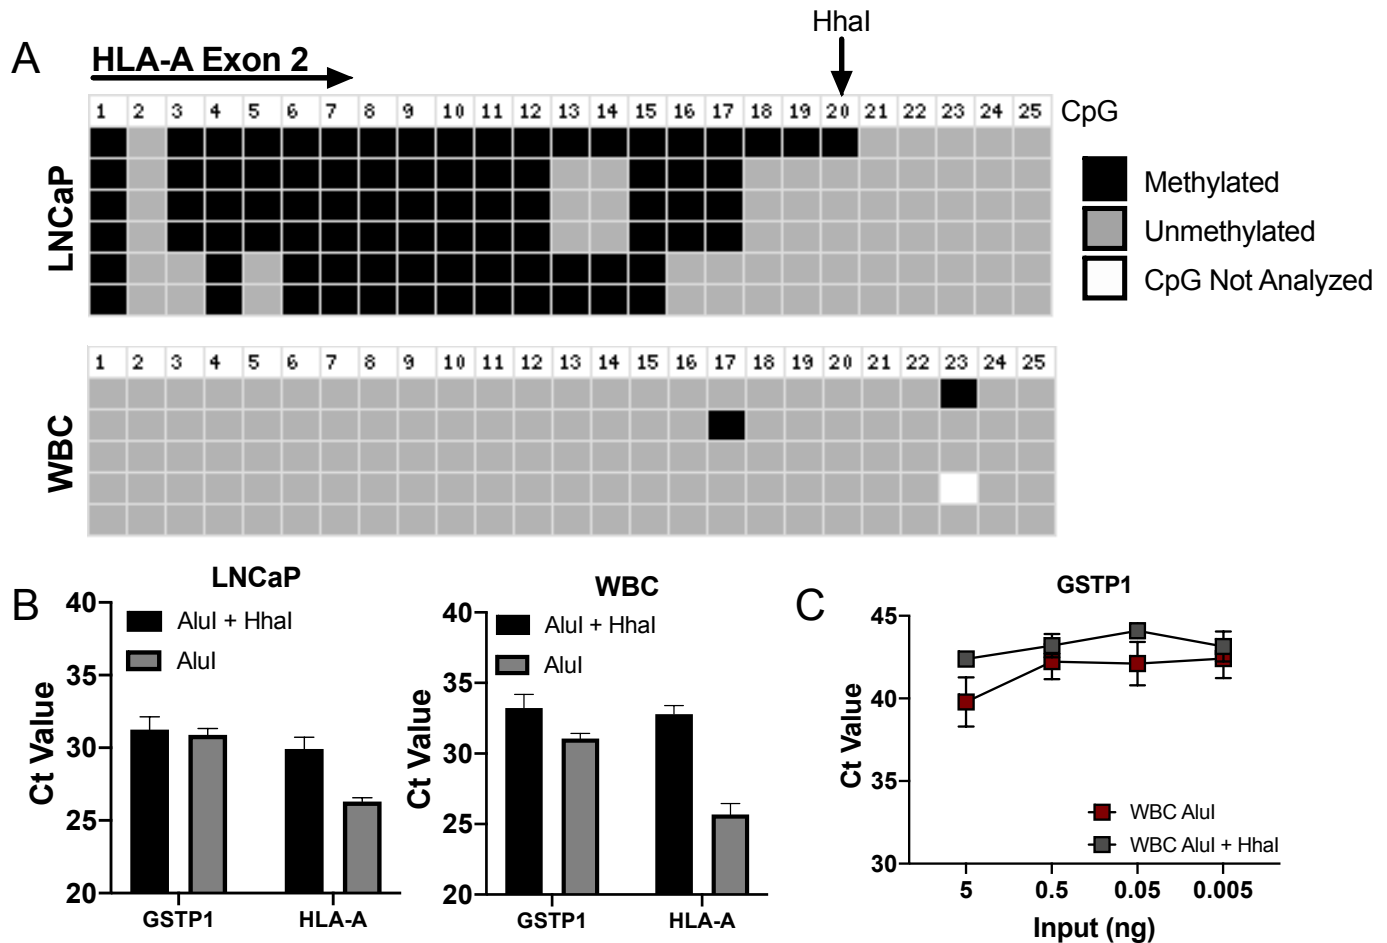 HhaI
A
HLA-A Exon 2
1 2 3 4 5 6 7 8 9 10 11 12 13 14 15 16 17 18 19 20 21 22 23 24 25 CpG
LNCaP
Methylated
Unmethylated
CpG Not Analyzed
1 2 3 4 5 6 7 8 9 10 11 12 13 14 15 16 17 18 19 20 21 22 23 24 25
WBC
B
LNCaP
40
35
30
25
20
Ct Value
AluI + HhaI
AluI
GSTP1 HLA-A
WBC
40
35
30
25
20
Ct Value
AluI + HhaI
AluI
GSTP1 HLA-A
C
GSTP1
45
40
35
30
Ct Value
WBC AluI
WBC AluI + HhaI
5 0.5 0.05 0.005
Input (ng)